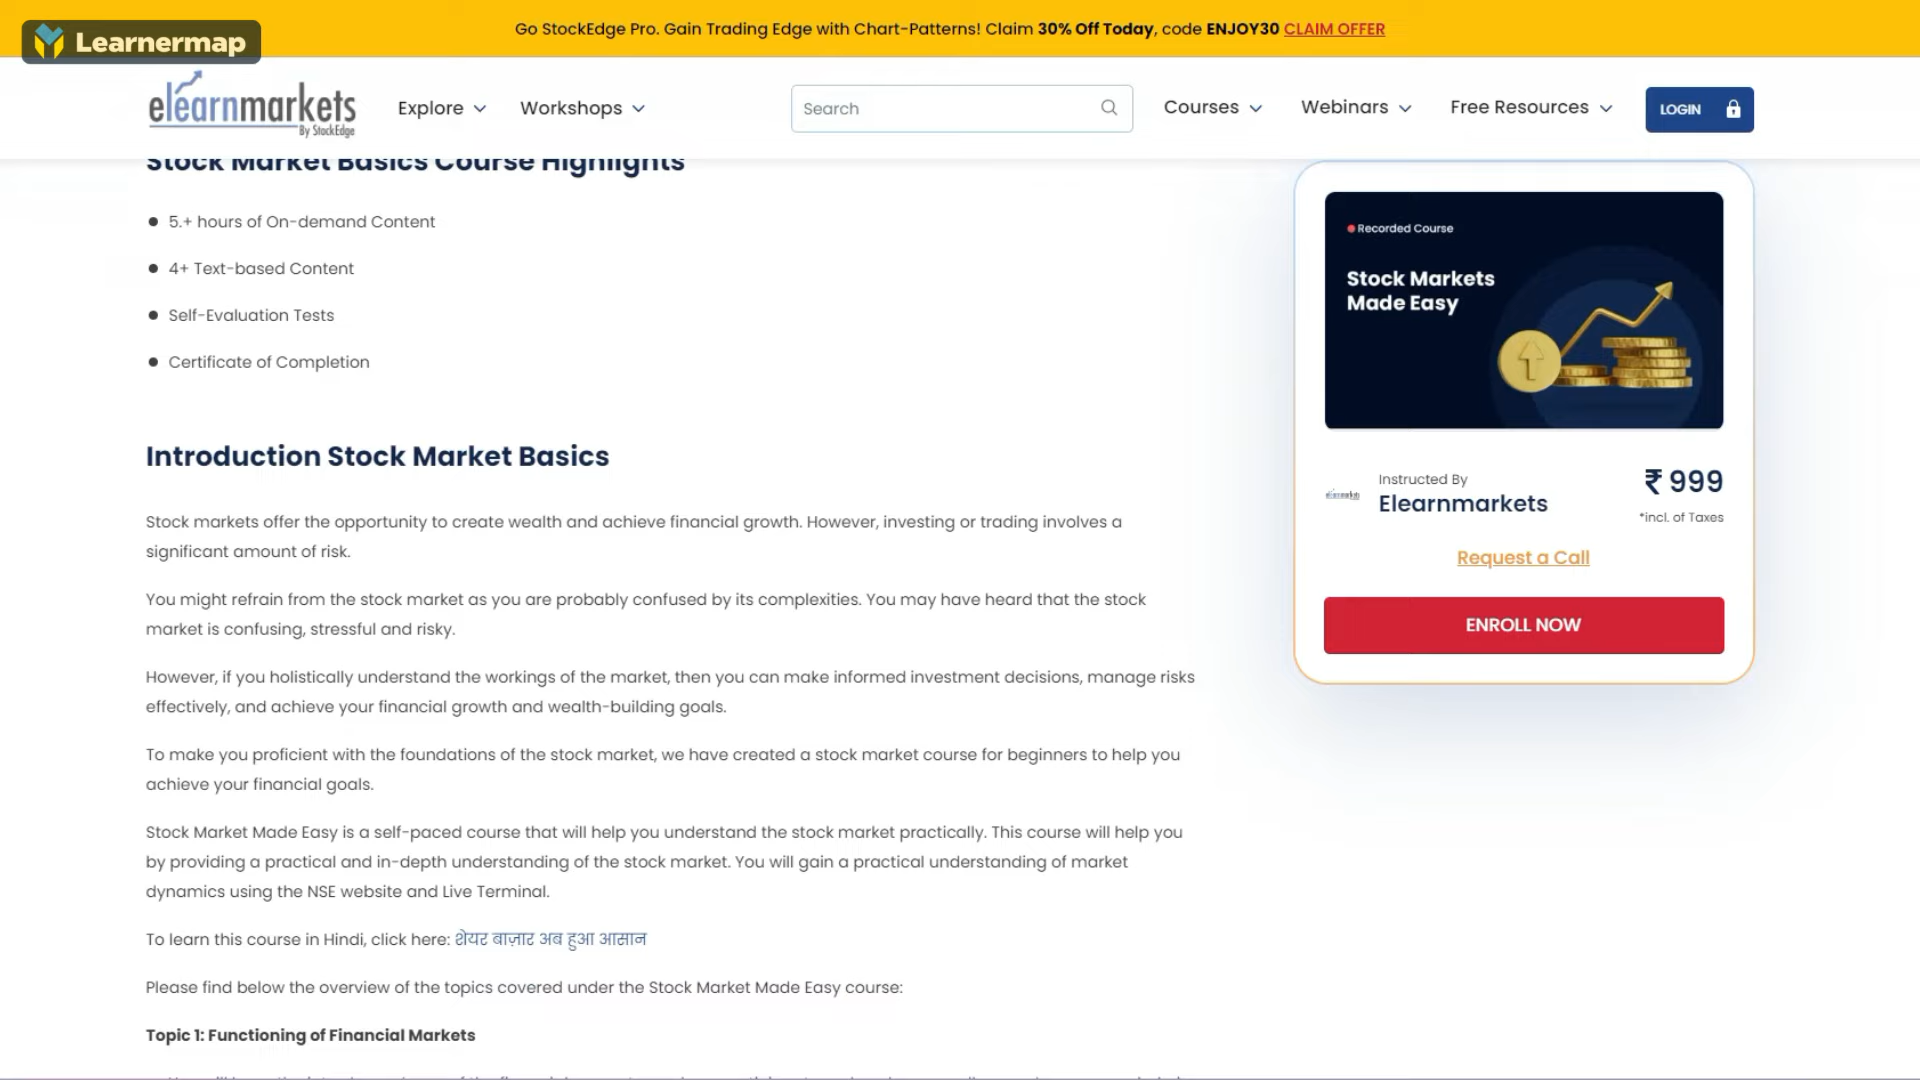 Go StockEdge Pro. Gain Trading Edge with Chart-Patterns! Claim 30% Off Today, code ENJOY30 CLAIM OFFER
Learnermap
elearnmarkets
By StockEdge
Explore
Workshops
Search
Courses
Webinars
Free Resources
LOGIN
Stock Market Basics Course Highlights
5.+ hours of On-demand Content
4+ Text-based Content
Self-Evaluation Tests
Certificate of Completion
Introduction Stock Market Basics
Stock markets offer the opportunity to create wealth and achieve financial growth. However, investing or trading involves a
significant amount of risk.
You might refrain from the stock market as you are probably confused by its complexities. You may have heard that the stock
market is confusing, stressful and risky.
However, if you holistically understand the workings of the market, then you can make informed investment decisions, manage risks
effectively, and achieve your financial growth and wealth-building goals.
To make you proficient with the foundations of the stock market, we have created a stock market course for beginners to help you
achieve your financial goals.
Stock Market Made Easy is a self-paced course that will help you understand the stock market practically. This course will help you
by providing a practical and in-depth understanding of the stock market. You will gain a practical understanding of market
dynamics using the NSE website and Live Terminal.
To learn this course in Hindi, click here: शेयर बाज़ार अब हुआ आसान
Please find below the overview of the topics covered under the Stock Market Made Easy course:
Topic 1: Functioning of Financial Markets
Recorded Course
Stock Markets
Made Easy
elearnmarkets
Instructed By
Elearnmarkets
₹ 999
*incl. of Taxes
Request a Call
ENROLL NOW